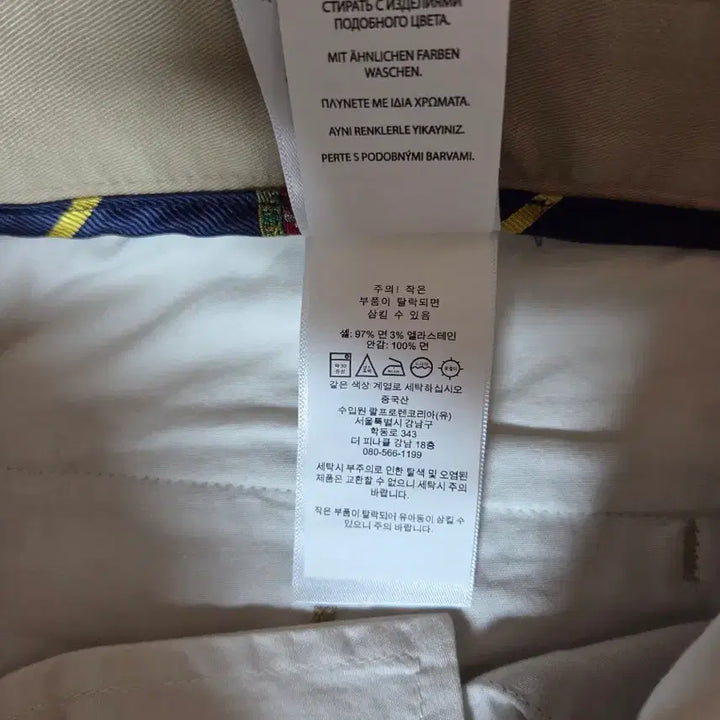 СТИРАТЬ С ИЗДЕЛИЯМИ
ПОДОБНОГО ЦВЕТА.
MIT ÄHNLICHEN FARBEN
WASCHEN.
ΠΛΥΝΕΤΕ ΜΕ ΙΔΙΑ ΧΡΩΜΑΤΑ.
AYNI RENKLERLE YIKAYINIZ.
PERTE S PODOBNÝMI BARVAMI.
주의! 작은
부품이 탈락되면
삼킬 수 있음
셀: 97% 면 3% 엘라스테인
안감: 100% 면
같은 색상 계열로 세탁하십시오
중국산
수입원 랄프로렌코리아(유)
서울특별시 강남구
학동로 343
더 피나클 강남 18층
080-566-1199
세탁시 부주의로 인한 탈색 및 오염된
제품은 교환할 수 없으니 세탁시 주의
바랍니다.
작은 부품이 탈락되어 유아동이 삼킬 수
있으니 주의 바랍니다.